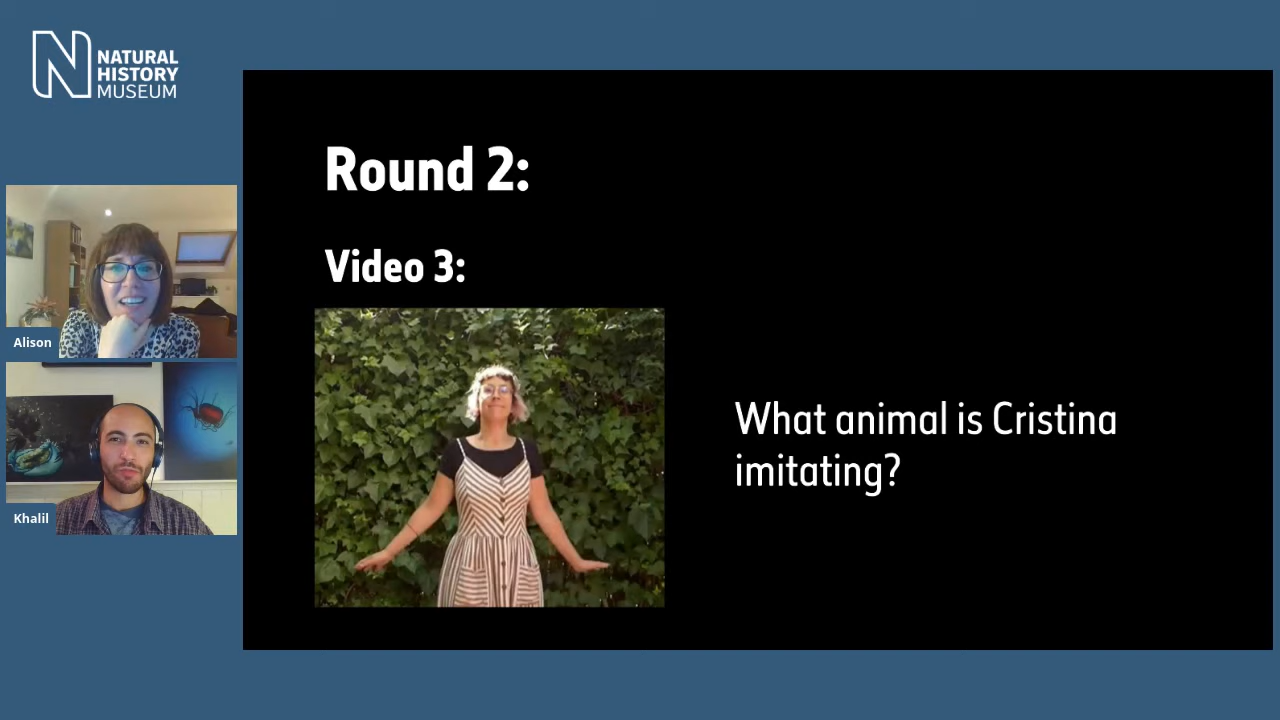 NATURAL
HISTORY
MUSEUM
Round 2:
Video 3:
Alison
What animal is Cristina
imitating?
Khalil